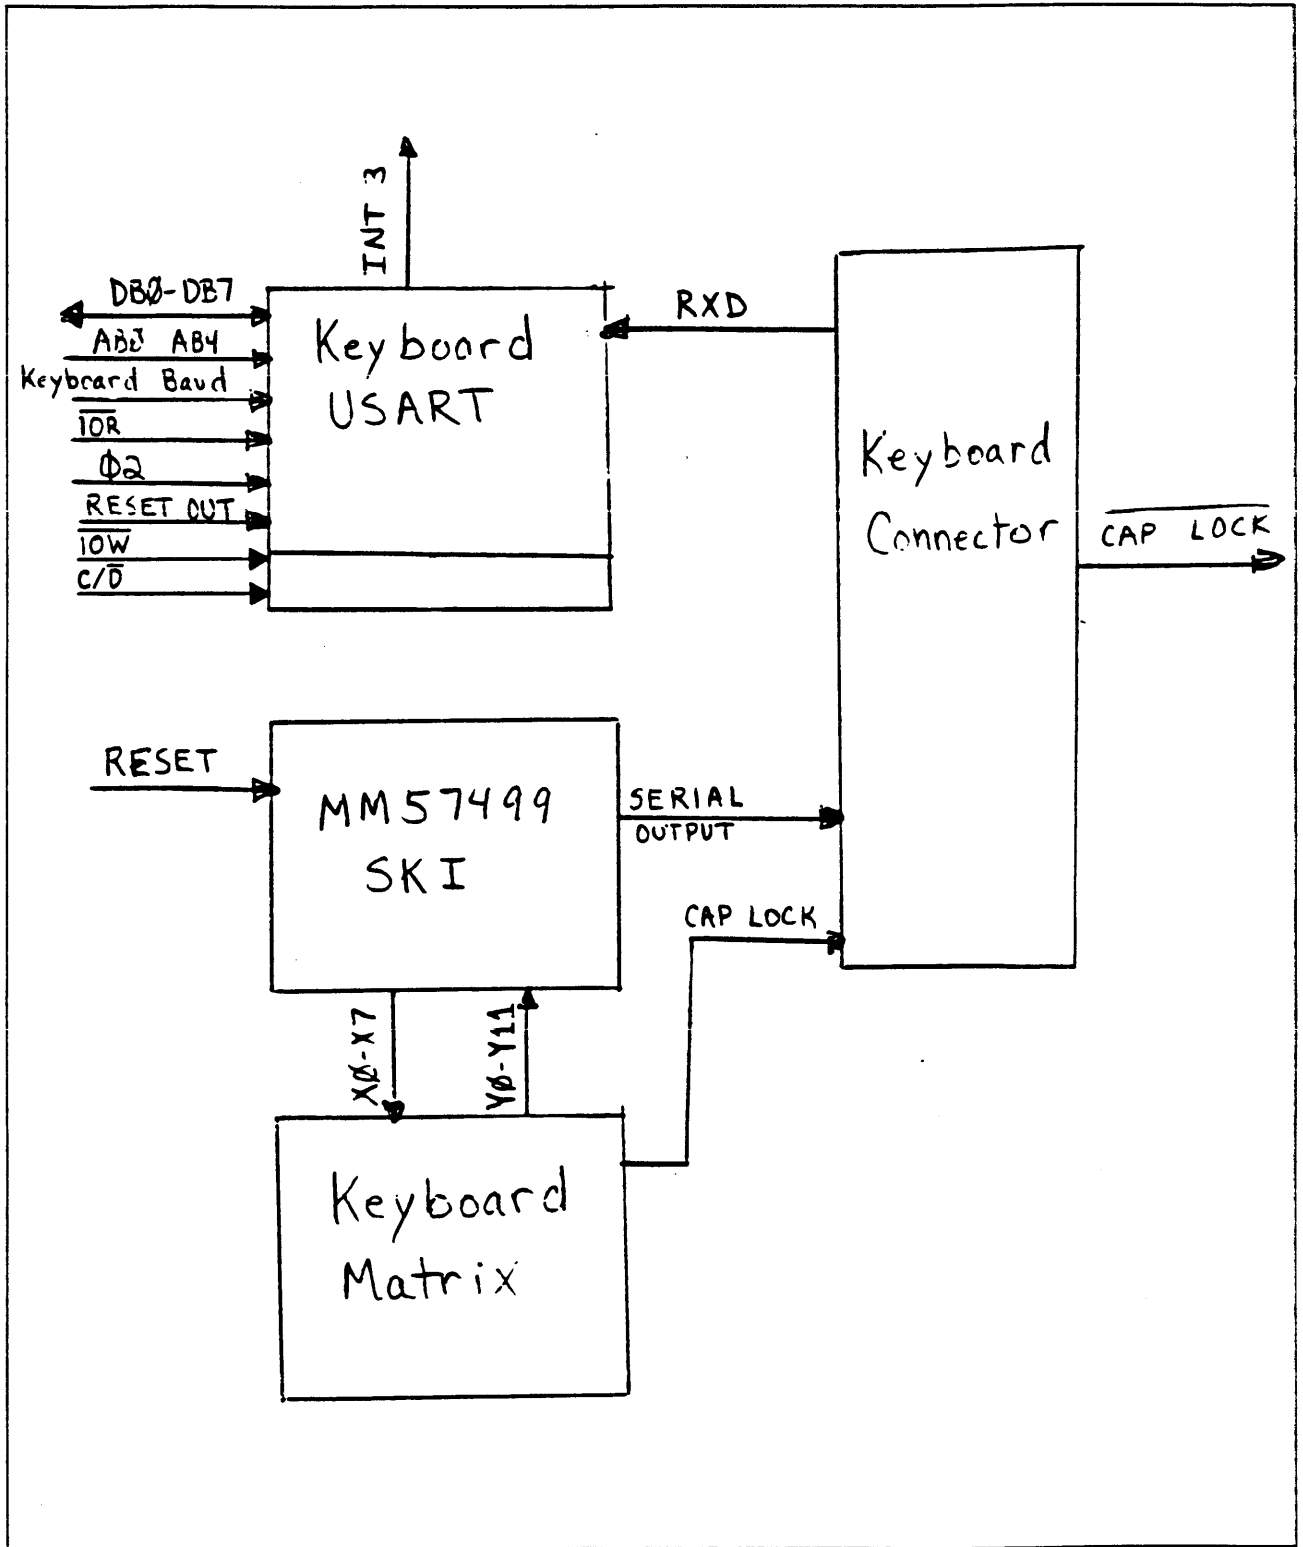 INT 3
DBØ-DB7
RXD
AB4
Keyboard Baud
Keyboard
USART
IOR
Φ2
RESET OUT
IOW
C/D
Keyboard
Connector
CAP LOCK
RESET
MM57499
SKI
SERIAL
OUTPUT
CAP LOCK
XØ-X7
YØ-Y11
Keyboard
Matrix